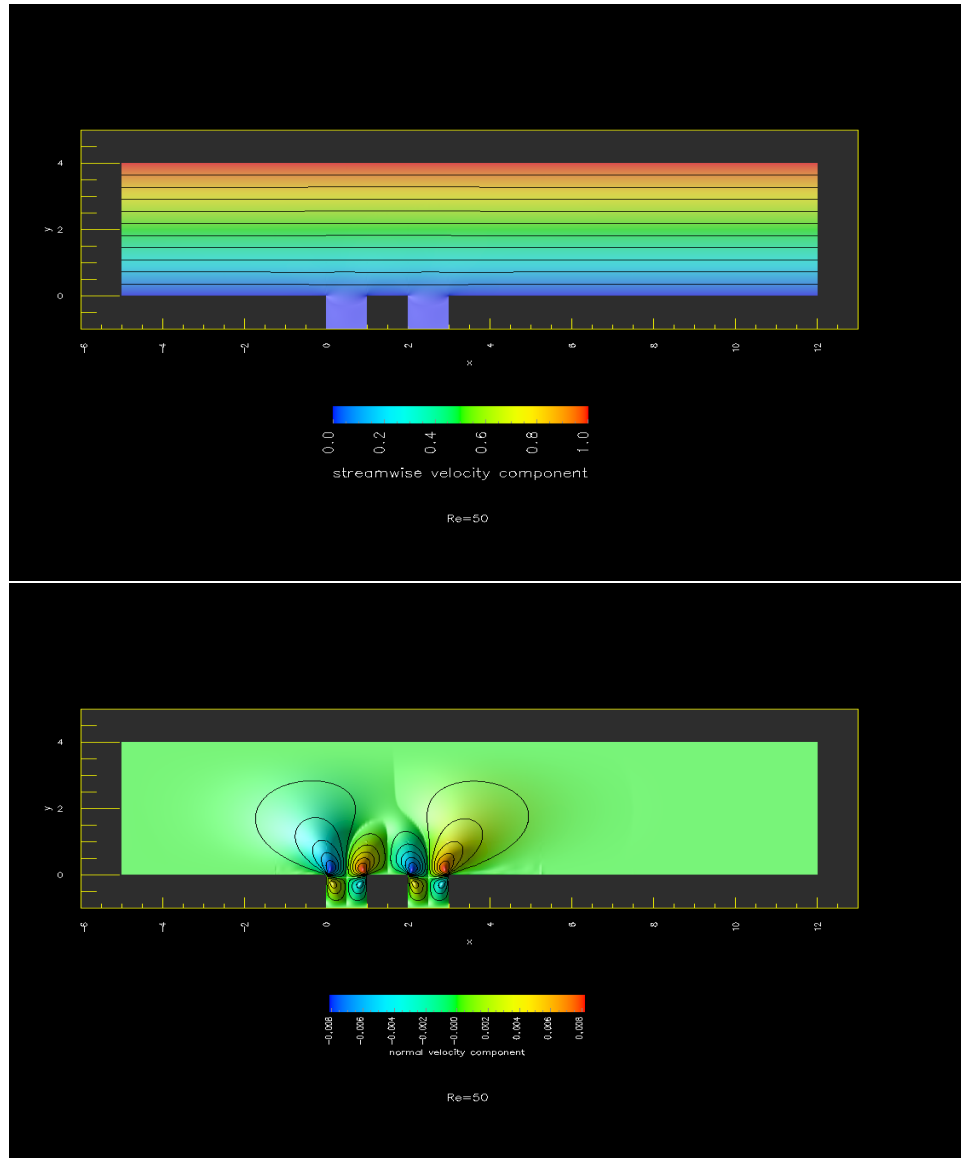 4
y 2
0
-6 -4 -2 0 2 4 6 8 10 12
x
0.0 0.2 0.4 0.6 0.8 1.0
streamwise velocity component
Re=50
4
y 2
0
-6 -4 -2 0 2 4 6 8 10 12
x
-0.008 -0.006 -0.004 -0.002 -0.000 0.002 0.004 0.006 0.008
normal velocity component
Re=50